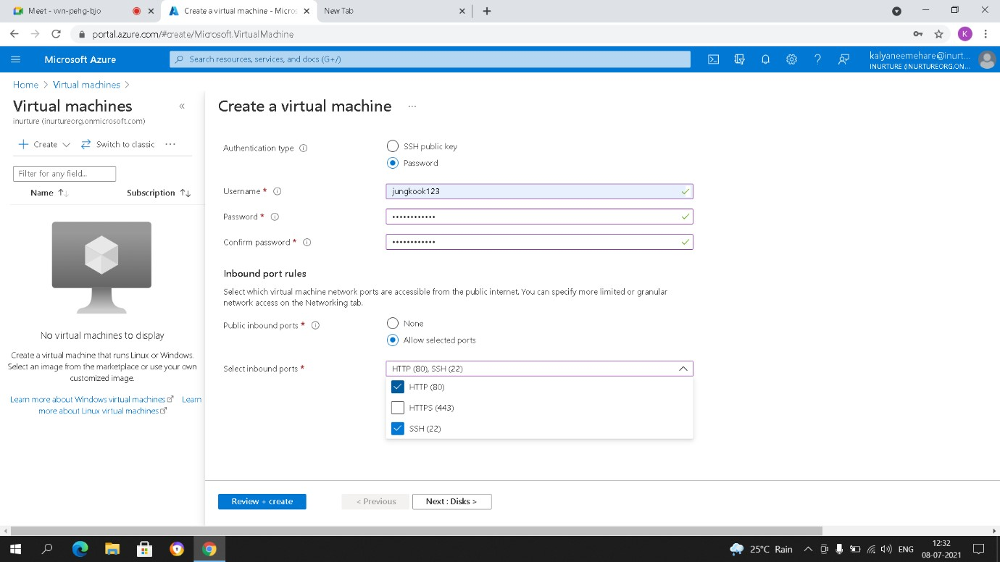 Meet - vvn-pehg-bjo
Create a virtual machine - Micros
New Tab
portal.azure.com/#create/Microsoft.VirtualMachine
K
Microsoft Azure
Search resources, services, and docs (G+/)
kalyaneemehare@inurt...
INURTURE (INURTUREORG.ON...
Home > Virtual machines >
Virtual machines
inurture (inurtureorg.onmicrosoft.com)
Create
Switch to classic
Filter for any field...
Name
Subscription
No virtual machines to display
Create a virtual machine that runs Linux or Windows.
Select an image from the marketplace or use your own
customized image.
Learn more about Windows virtual machines
Learn
more about Linux virtual machines
Create a virtual machine
Authentication type
SSH public key
Password
Username *
jungkook123
Password *
••••••••••••
Confirm password *
••••••••••••
Inbound port rules
Select which virtual machine network ports are accessible from the public internet. You can specify more limited or granular
network access on the Networking tab.
Public inbound ports *
None
Allow selected ports
Select inbound ports *
HTTP (80), SSH (22)
HTTP (80)
HTTPS (443)
SSH (22)
Review + create
< Previous
Next : Disks >
25°C Rain
ENG
12:32
08-07-2021